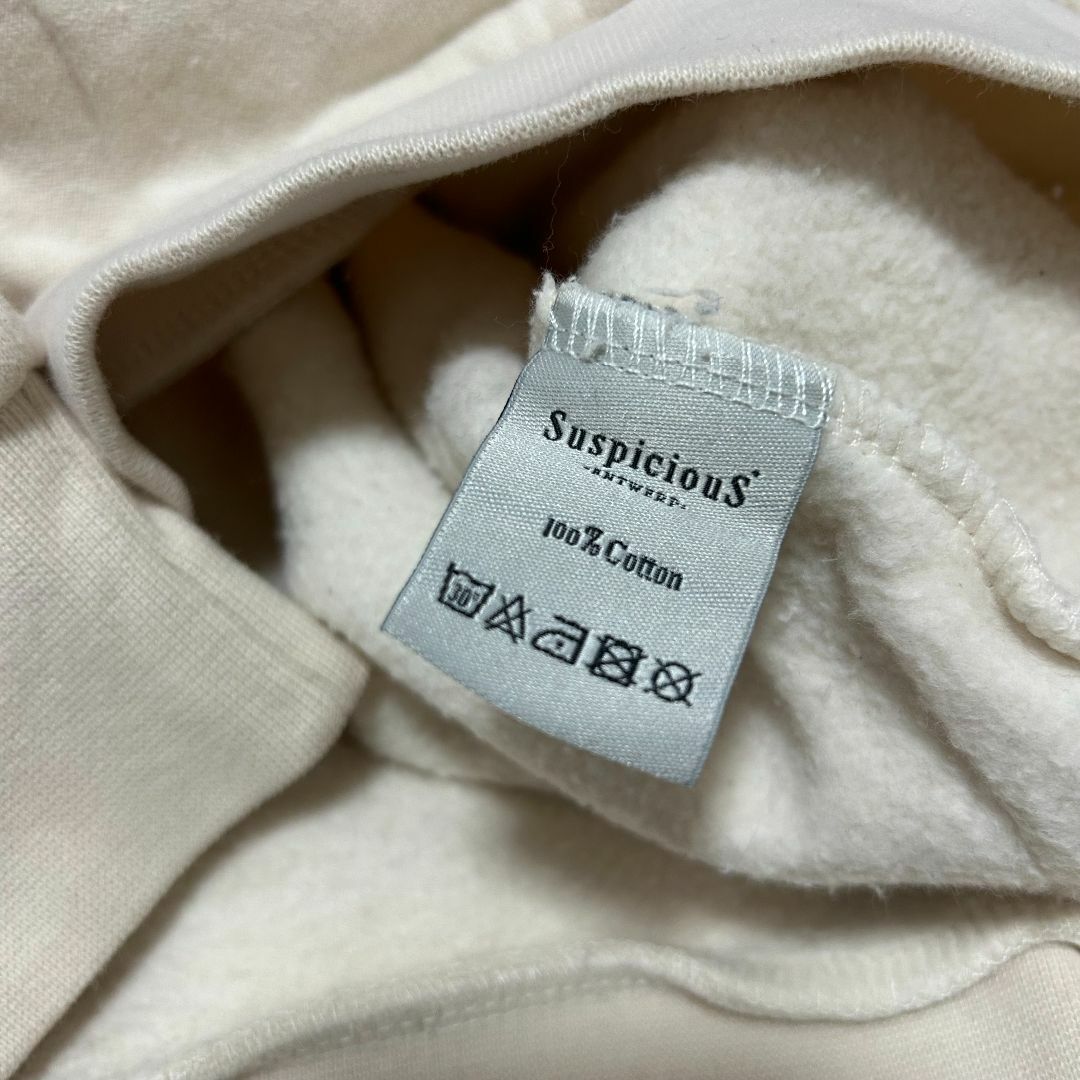 SuspiciouS
-ANTWERP-
100% Cotton
30°